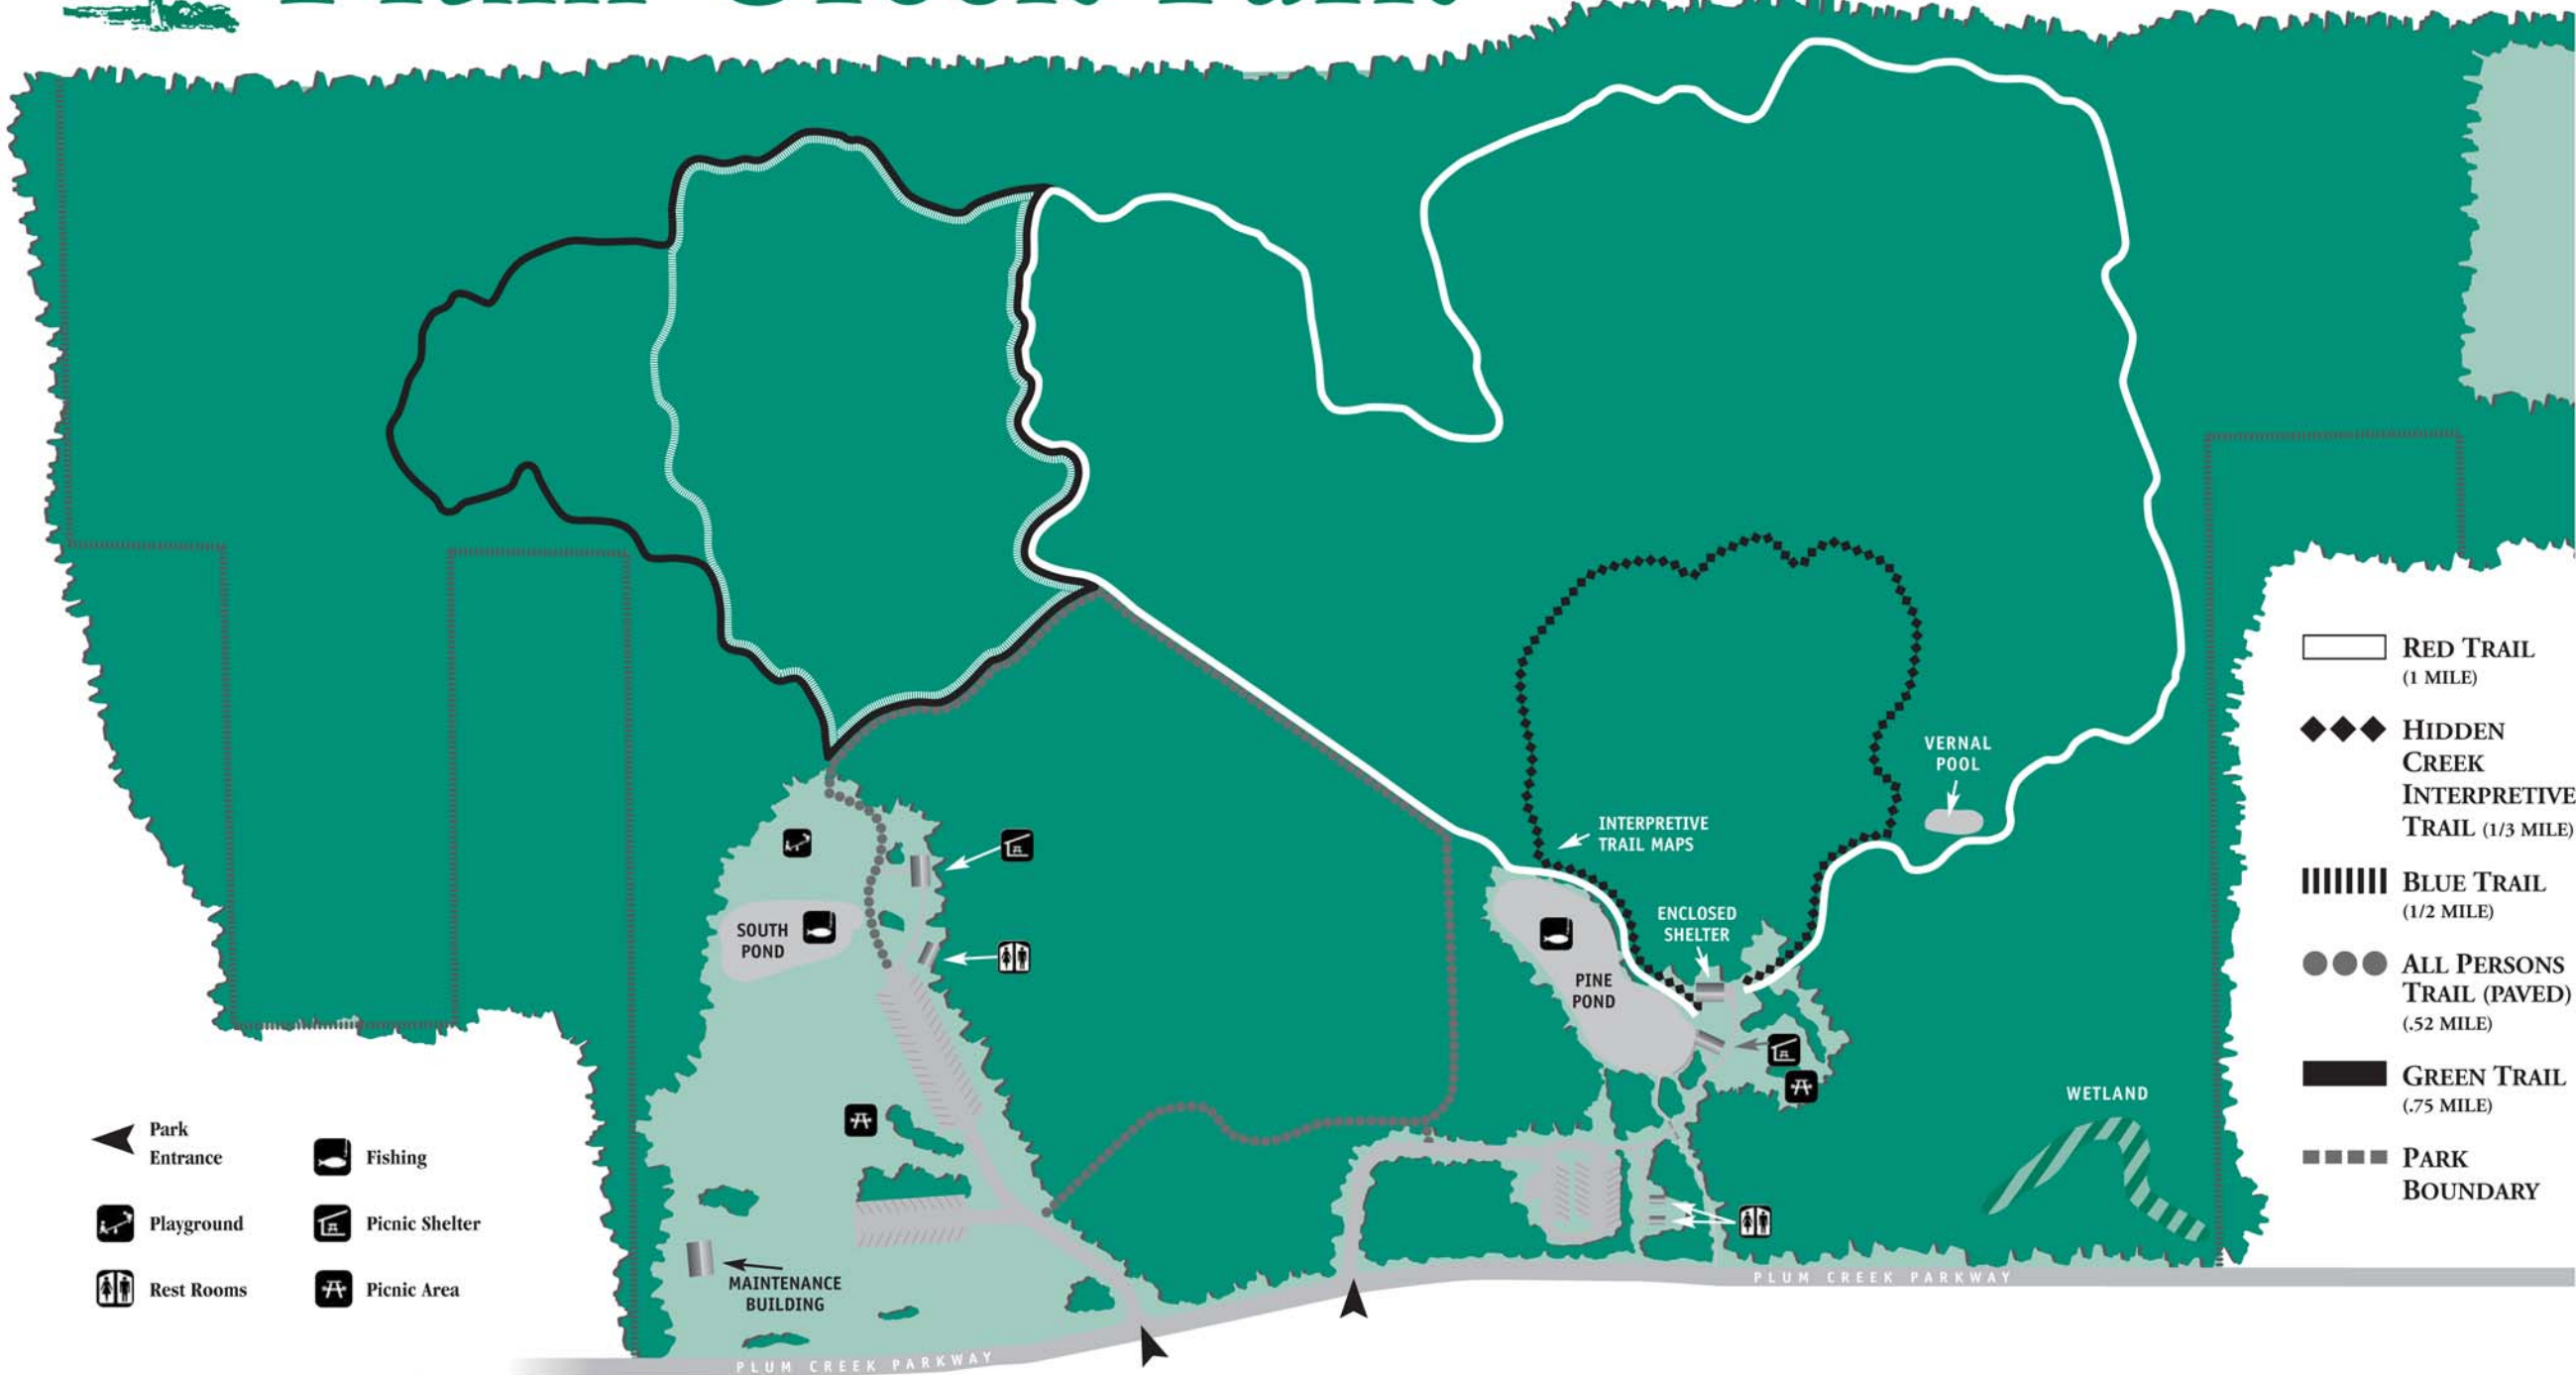 VERNAL
POOL
INTERPRETIVE
TRAIL MAPS
ENCLOSED
SHELTER
SOUTH
POND
PINE
POND
WETLAND
MAINTENANCE
BUILDING
PLUM CREEK PARKWAY
PLUM CREEK PARKWAY
Park
Entrance
Fishing
Playground
Picnic Shelter
Rest Rooms
Picnic Area
RED TRAIL
(1 MILE)
HIDDEN
CREEK
INTERPRETIVE
TRAIL (1/3 MILE)
BLUE TRAIL
(1/2 MILE)
ALL PERSONS
TRAIL (PAVED)
(.52 MILE)
GREEN TRAIL
(.75 MILE)
PARK
BOUNDARY